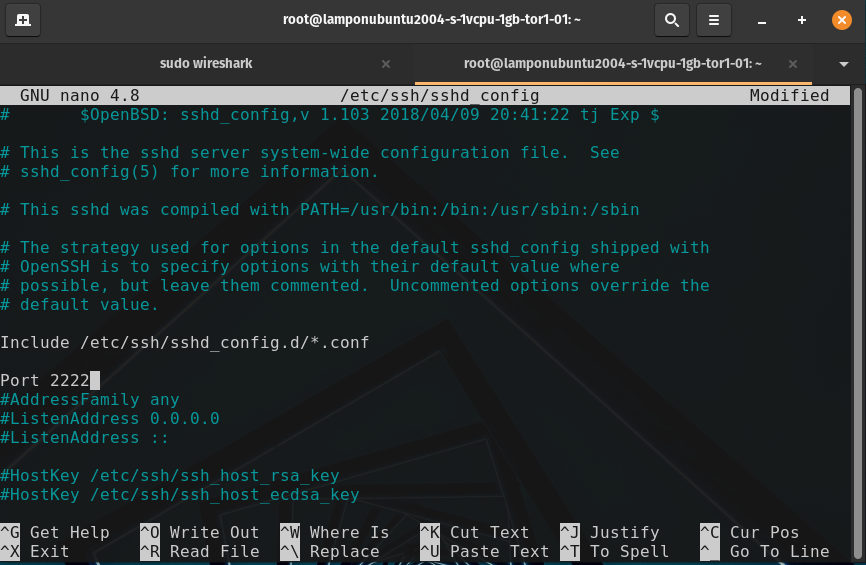 root@lamponubuntu2004-s-1vcpu-1gb-tor1-01: ~
sudo wireshark
root@lamponubuntu2004-s-1vcpu-1gb-tor1-01: ~
GNU nano 4.8 /etc/ssh/sshd_config Modified
# $OpenBSD: sshd_config,v 1.103 2018/04/09 20:41:22 tj Exp $
# This is the sshd server system-wide configuration file.  See
# sshd_config(5) for more information.
# This sshd was compiled with PATH=/usr/bin:/bin:/usr/sbin:/sbin
# The strategy used for options in the default sshd_config shipped with
# OpenSSH is to specify options with their default value where
# possible, but leave them commented.  Uncommented options override the
# default value.
Include /etc/ssh/sshd_config.d/*.conf
Port 2222
#AddressFamily any
#ListenAddress 0.0.0.0
#ListenAddress ::
#HostKey /etc/ssh/ssh_host_rsa_key
#HostKey /etc/ssh/ssh_host_ecdsa_key
^G Get Help ^O Write Out ^W Where Is ^K Cut Text ^J Justify ^C Cur Pos
^X Exit ^R Read File ^\ Replace ^U Paste Text ^T To Spell ^_ Go To Line